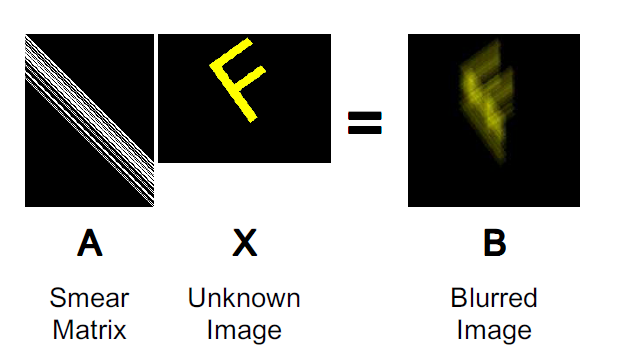 F
=
A X B
Smear Unknown Blurred
Matrix Image Image